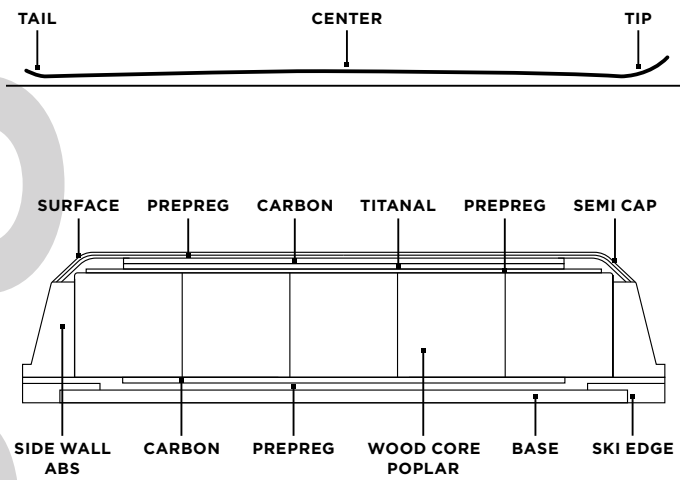 TAIL CENTER TIP
SURFACE PREPREG CARBON TITANAL PREPREG SEMI CAP
SIDE WALL ABS CARBON PREPREG WOOD CORE POPLAR BASE SKI EDGE